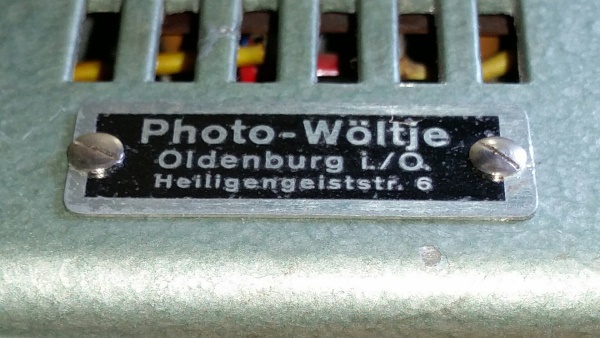 Photo-Wöltje
Oldenburg i./O.
Heiligengeiststr. 6